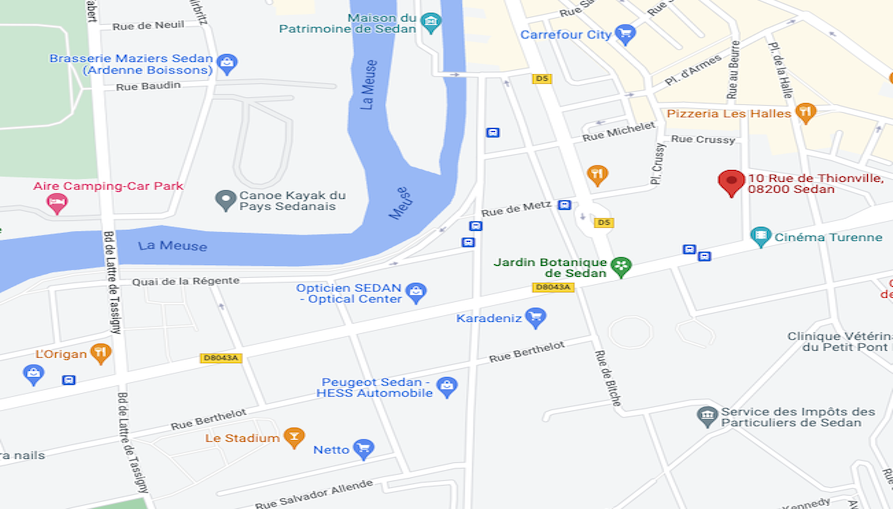 abert
Rue de Neuil
Mirbritz
Maison du
Patrimoine de Sedan
Rue Sa
Rue S
Carrefour City
Brasserie Maziers Sedan
(Ardenne Boissons)
Rue Baudin
La Meuse
D5
Pl. d'Armes
Rue au Beurre
Pl. de la Halle
Pizzeria Les Halles
Rue Michelet
Rue Crussy
Pl. Crussy
Aire Camping-Car Park
Canoe Kayak du
Pays Sedanais
Meuse
Rue de Metz
10 Rue de Thionville,
08200 Sedan
D5
Cinéma Turenne
La Meuse
Bd de Lattre de Tassigny
Quai de la Régente
Jardin Botanique
de Sedan
Opticien SEDAN
- Optical Center
D8043A
Karadeniz
de
L'Origan
D8043A
Rue Berthelot
Clinique Vétérina
du Petit Pont
Peugeot Sedan -
HESS Automobile
Rue de Bitche
Bd de Lattre de Tassigny
Rue Berthelot
Le Stadium
Netto
Service des Impôts des
Particuliers de Sedan
ra nails
Rue Salvador Allende
Kennedy
Av
Rue